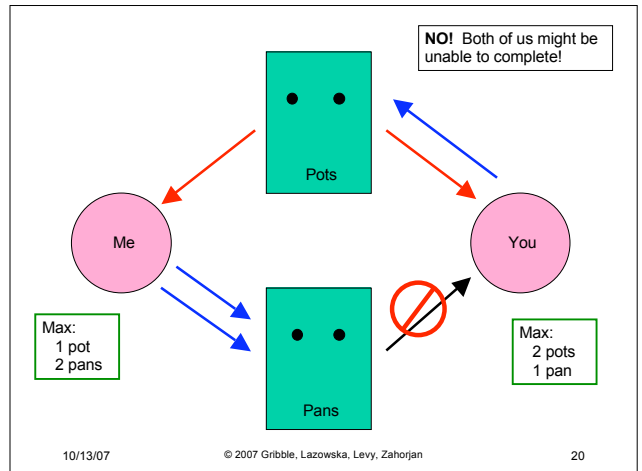 NO! Both of us might be
unable to complete!
Pots
Me
You
Max:
1 pot
2 pans
Max:
2 pots
1 pan
Pans
10/13/07
© 2007 Gribble, Lazowska, Levy, Zahorjan
20